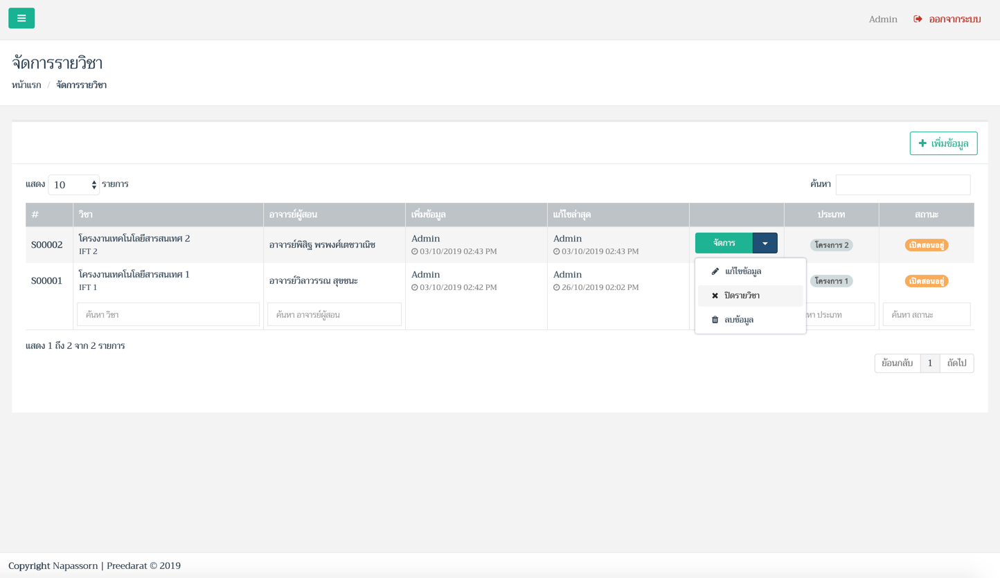 Admin ออกจากระบบ
จัดการรายวิชา
หน้าแรก / จัดการรายวิชา
เพิ่มข้อมูล
แสดง 10 รายการ
ค้นหา
# วิชา อาจารย์ผู้สอน เพิ่มข้อมูล แก้ไขล่าสุด ประเภท สถานะ
S00002 โครงงานเทคโนโลยีสารสนเทศ 2 อาจารย์พิสิฐ พรพงศ์เตชวาณิช Admin Admin จัดการ โครงการ 2 เปิดสอนอยู่
IFT 2 03/10/2019 02:43 PM 03/10/2019 02:43 PM
S00001 โครงงานเทคโนโลยีสารสนเทศ 1 อาจารย์วิลาวรรณ สุขชนะ Admin Admin โครงการ 1 เปิดสอนอยู่
IFT 1 03/10/2019 02:42 PM 26/10/2019 02:02 PM
แก้ไขข้อมูล
ปิดรายวิชา
ลบข้อมูล
ค้นหา วิชา ค้นหา อาจารย์ผู้สอน ประเภท ค้นหา สถานะ
แสดง 1 ถึง 2 จาก 2 รายการ
ย้อนกลับ 1 ถัดไป
Copyright Napassorn | Preedarat © 2019